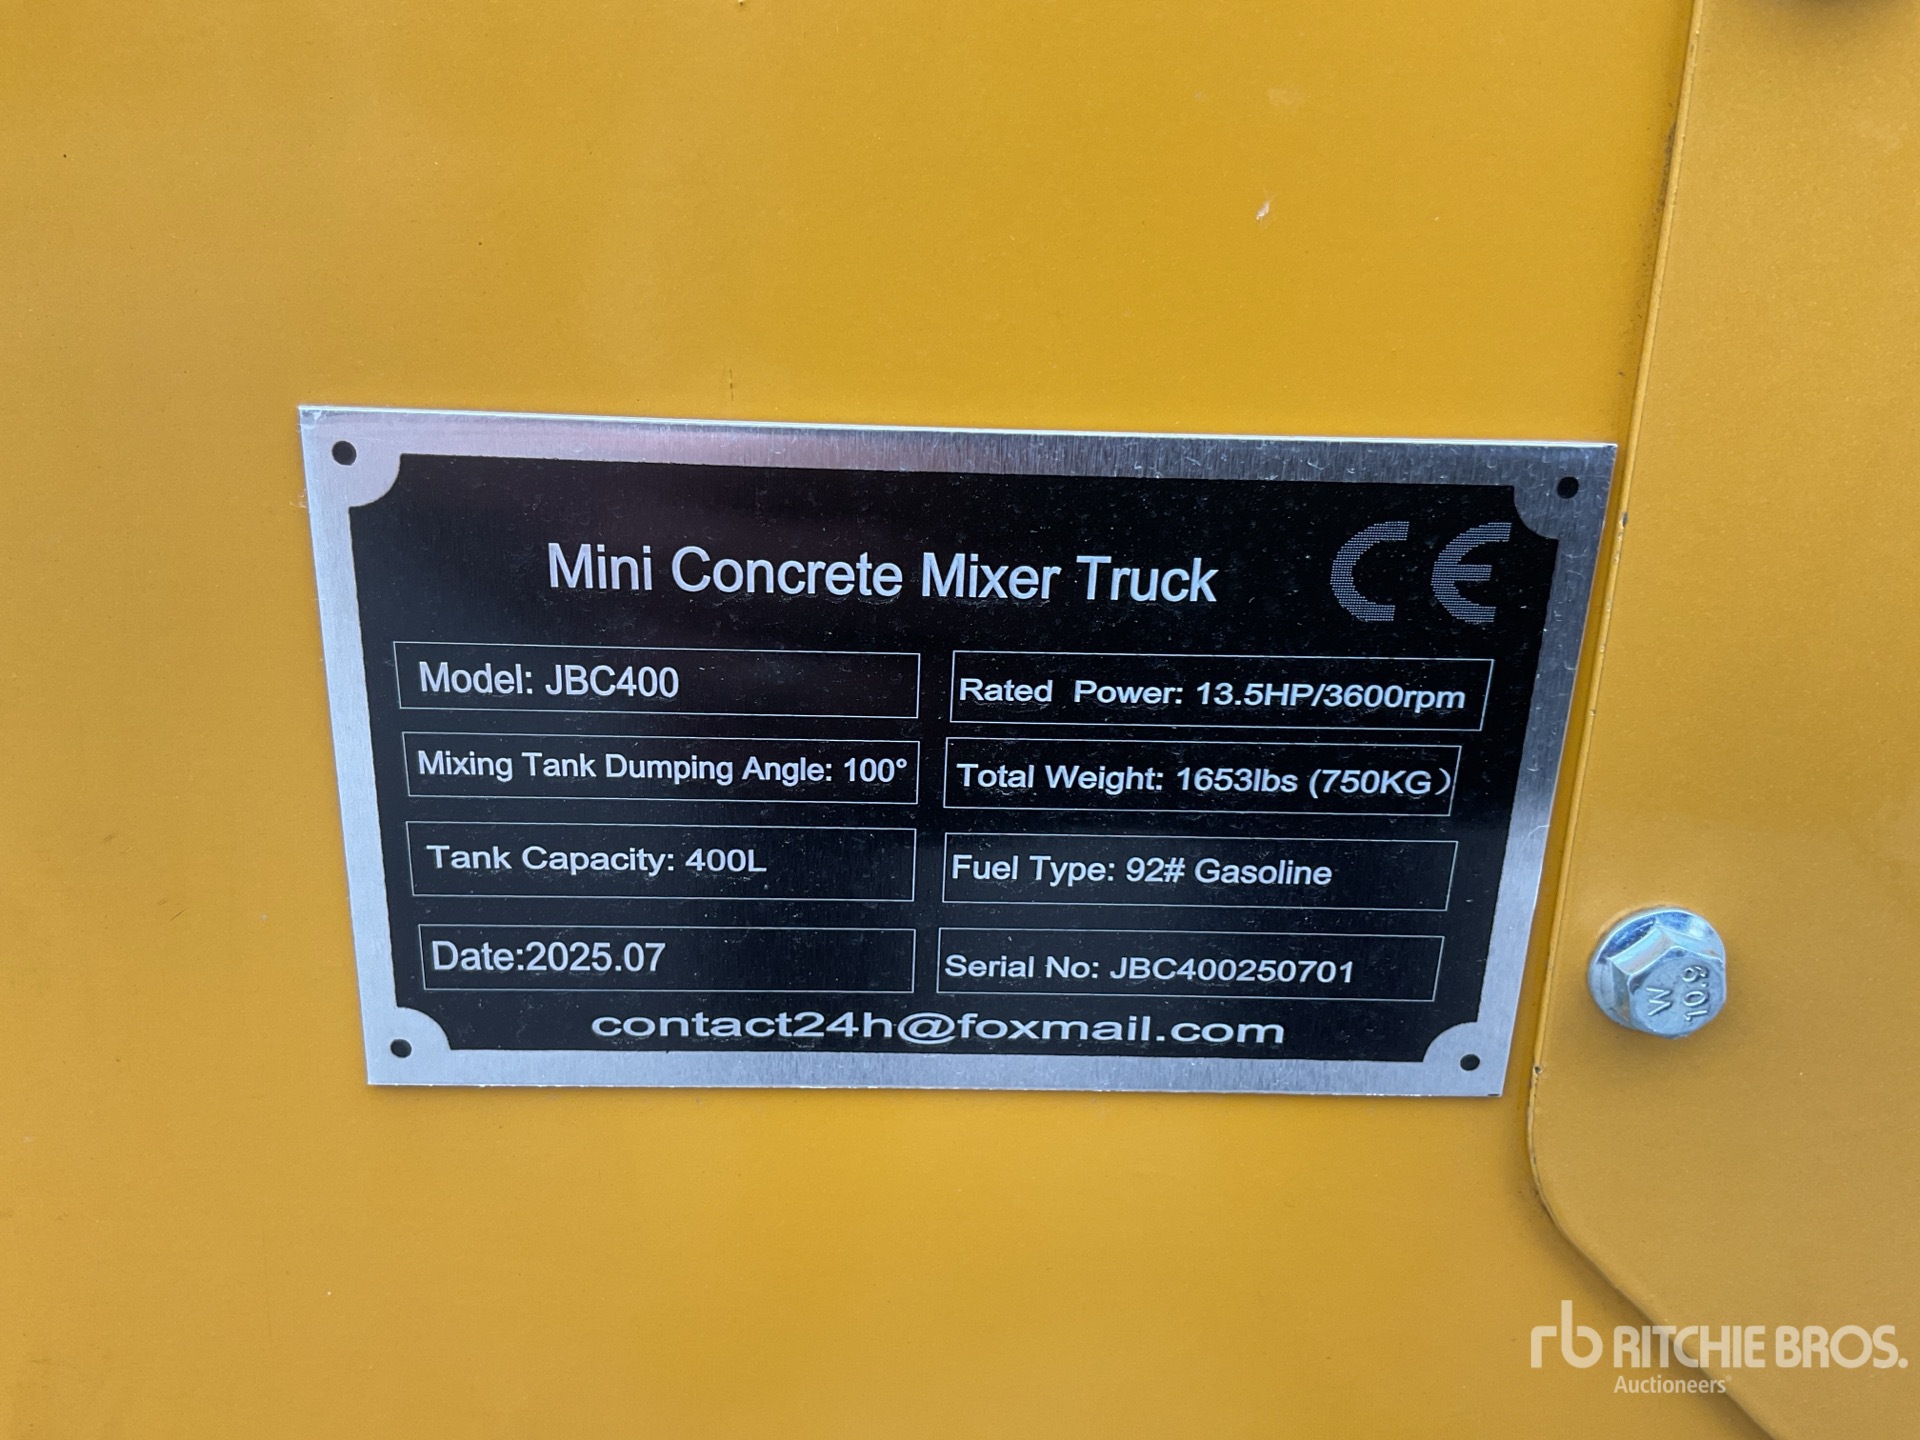 Mini Concrete Mixer Truck
CE
Model: JBC400
Rated Power: 13.5HP/3600rpm
Mixing Tank Dumping Angle: 100°
Total Weight: 1653lbs (750KG）
Tank Capacity: 400L
Fuel Type: 92# Gasoline
Date:2025.07
Serial No: JBC400250701
contact24h@foxmail.com
W 10.9
rb RITCHIE BROS.
Auctioneers